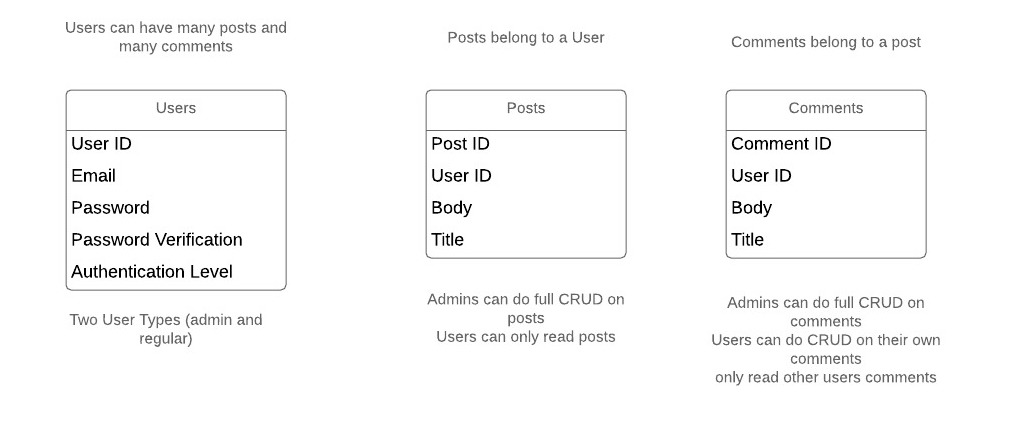 Users can have many posts and
many comments
Users
User ID
Email
Password
Password Verification
Authentication Level
Two User Types (admin and
regular)
Posts belong to a User
Posts
Post ID
User ID
Body
Title
Admins can do full CRUD on
posts
Users can only read posts
Comments belong to a post
Comments
Comment ID
User ID
Body
Title
Admins can do full CRUD on
comments
Users can do CRUD on their own
comments
only read other users comments